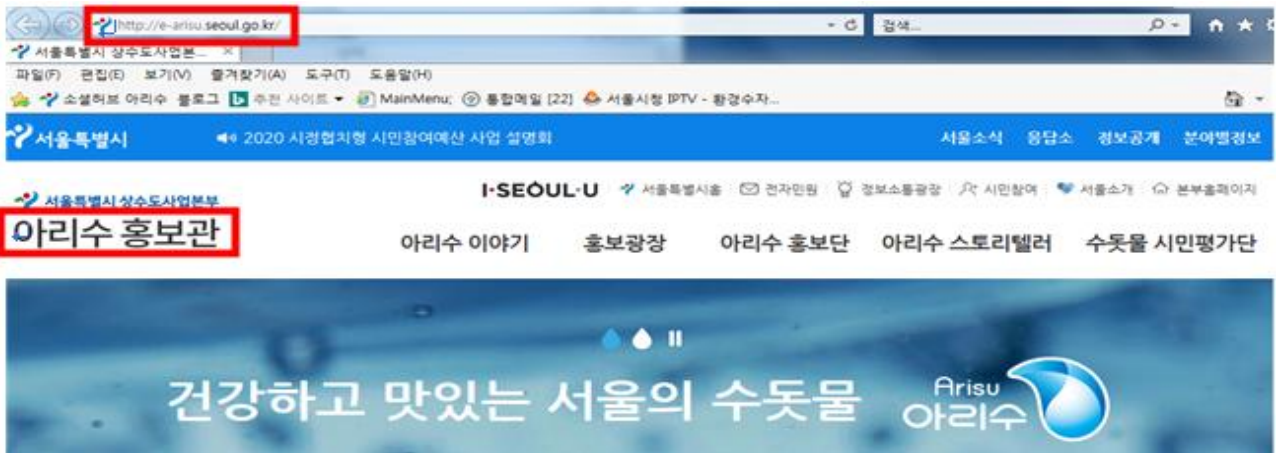 http://e-arisu.seoul.go.kr/
검색...
서울특별시 상수도사업본...
파일(F) 편집(E) 보기(V) 즐겨찾기(A) 도구(T) 도움말(H)
소셜허브 아리수 블로그 추천 사이트 MainMenu; 통합메일 [22] 서울시청 IPTV - 환경수자...
서울특별시 2020 시정협치형 시민참여예산 사업 설명회 서울소식 응답소 정보공개 분야별정보
서울특별시 상수도사업본부 I·SEOUL·U 서울특별시홈 전자민원 정보소통광장 시민참여 서울소개 본부홈페이지
아리수 홍보관 아리수 이야기 홍보광장 아리수 홍보단 아리수 스토리텔러 수돗물 시민평가단
건강하고 맛있는 서울의 수돗물 Arisu
아리수